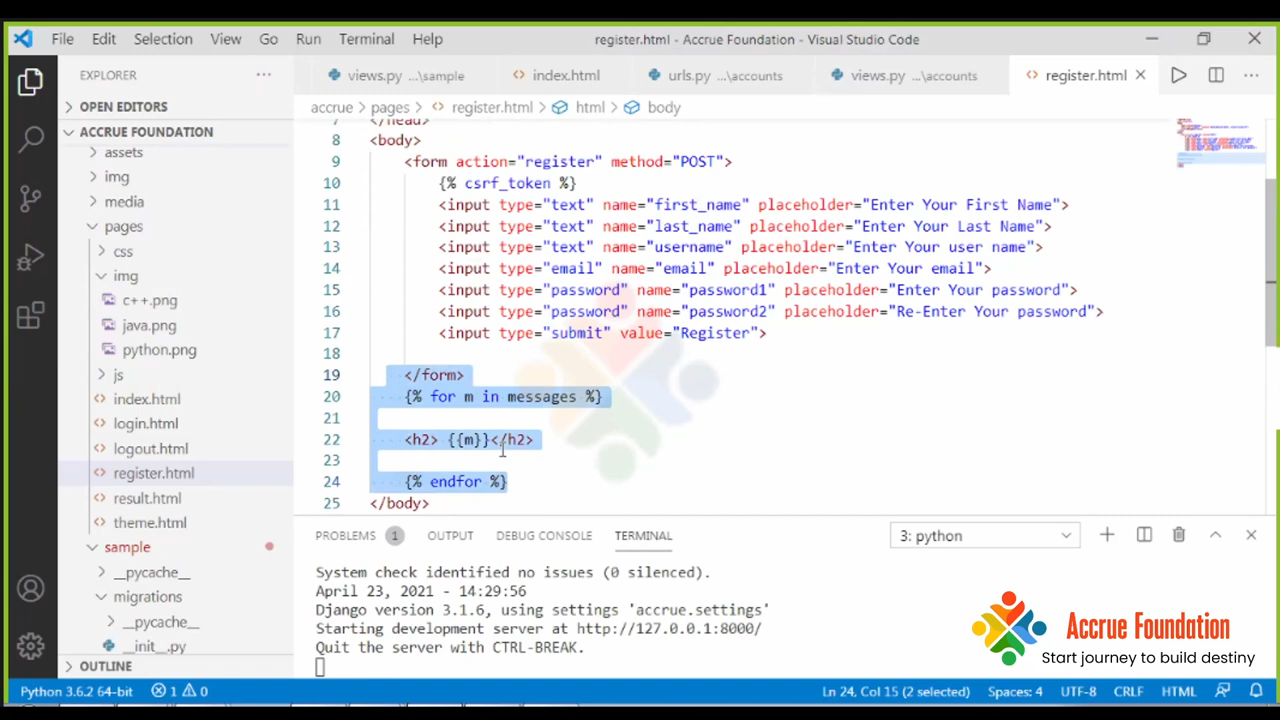 File Edit Selection View Go Run Terminal Help register.html - Accrue Foundation - Visual Studio Code
EXPLORER
views.py ...\sample
index.html
urls.py ...\accounts
views.py ...\accounts
register.html
OPEN EDITORS
ACCRUE FOUNDATION
assets
img
media
pages
css
img
c++.png
java.png
python.png
js
index.html
login.html
logout.html
register.html
result.html
theme.html
sample
__pycache__
migrations
__pycache__
__init__.py
OUTLINE
accrue > pages > register.html > html > body
7 </head>
8 <body>
9 <form action="register" method="POST">
10 {% csrf_token %}
11 <input type="text" name="first_name" placeholder="Enter Your First Name">
12 <input type="text" name="last_name" placeholder="Enter Your Last Name">
13 <input type="text" name="username" placeholder="Enter Your user name">
14 <input type="email" name="email" placeholder="Enter Your email">
15 <input type="password" name="password1" placeholder="Enter Your password">
16 <input type="password" name="password2" placeholder="Re-Enter Your password">
17 <input type="submit" value="Register">
18
19 </form>
20 {% for m in messages %}
21
22 <h2> {{m}}</h2>
23
24 {% endfor %}
25 </body>
PROBLEMS 1 OUTPUT DEBUG CONSOLE TERMINAL 3: python
System check identified no issues (0 silenced).
April 23, 2021 - 14:29:56
Django version 3.1.6, using settings 'accrue.settings'
Starting development server at http://127.0.0.1:8000/
Quit the server with CTRL-BREAK.
Accrue Foundation
Start journey to build destiny
Python 3.6.2 64-bit 1 0 Ln 24, Col 15 (2 selected) Spaces: 4 UTF-8 CRLF HTML